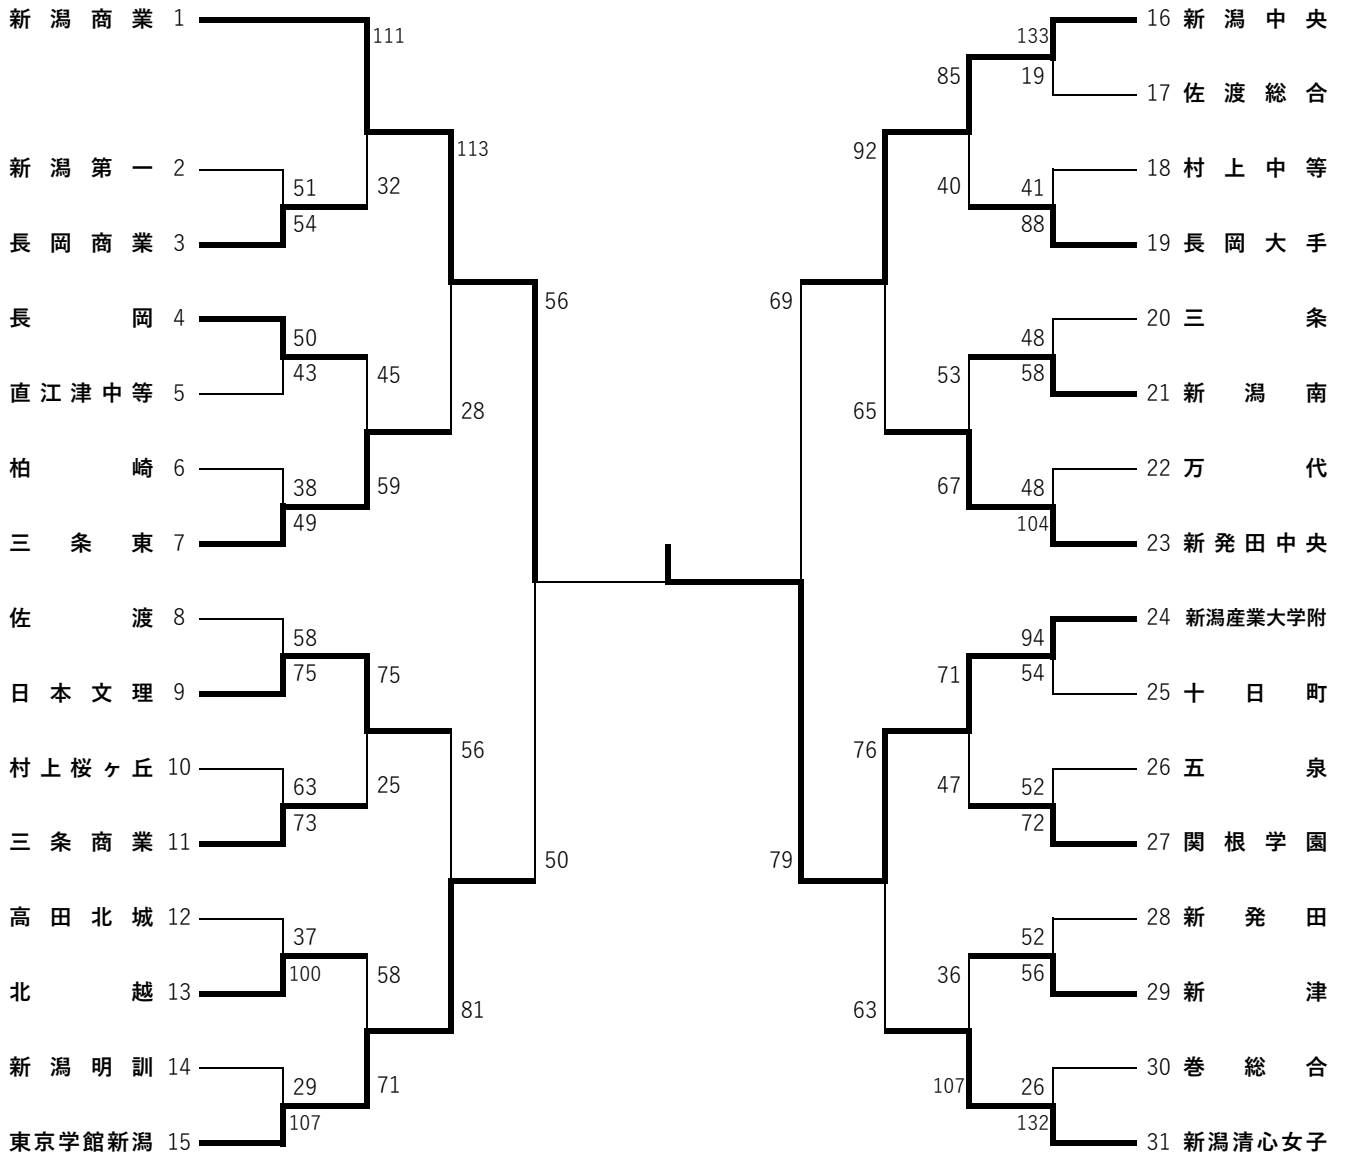 新潟商業 1
111
113
新潟第一 2
51
32
54
長岡商業 3
56
長岡 4
50
45
43
直江津中等 5
28
柏崎 6
38
59
49
三条東 7
佐渡 8
58
75
75
日本文理 9
56
村上桜ヶ丘 10
63
25
73
三条商業 11
50
高田北城 12
37
58
100
北越 13
81
新潟明訓 14
29
71
107
東京学館新潟 15
16 新潟中央
133
85
19
17 佐渡総合
92
18 村上中等
40
41
88
19 長岡大手
69
20 三条
48
53
58
21 新潟南
65
22 万代
67
48
104
23 新発田中央
24 新潟産業大学附
94
71
54
25 十日町
76
26 五泉
47
52
72
27 関根学園
79
28 新発田
52
36
56
29 新津
63
30 巻総合
107
26
132
31 新潟清心女子